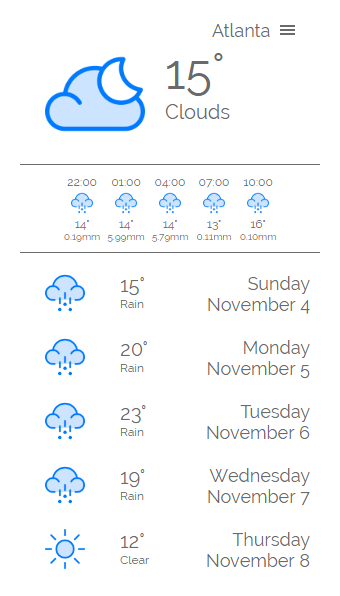 Atlanta
15°
Clouds
22:00 01:00 04:00 07:00 10:00
14° 14° 14° 13° 16°
0.19mm 5.99mm 5.79mm 0.11mm 0.10mm
15° Sunday
Rain November 4
20° Monday
Rain November 5
23° Tuesday
Rain November 6
19° Wednesday
Rain November 7
12° Thursday
Clear November 8